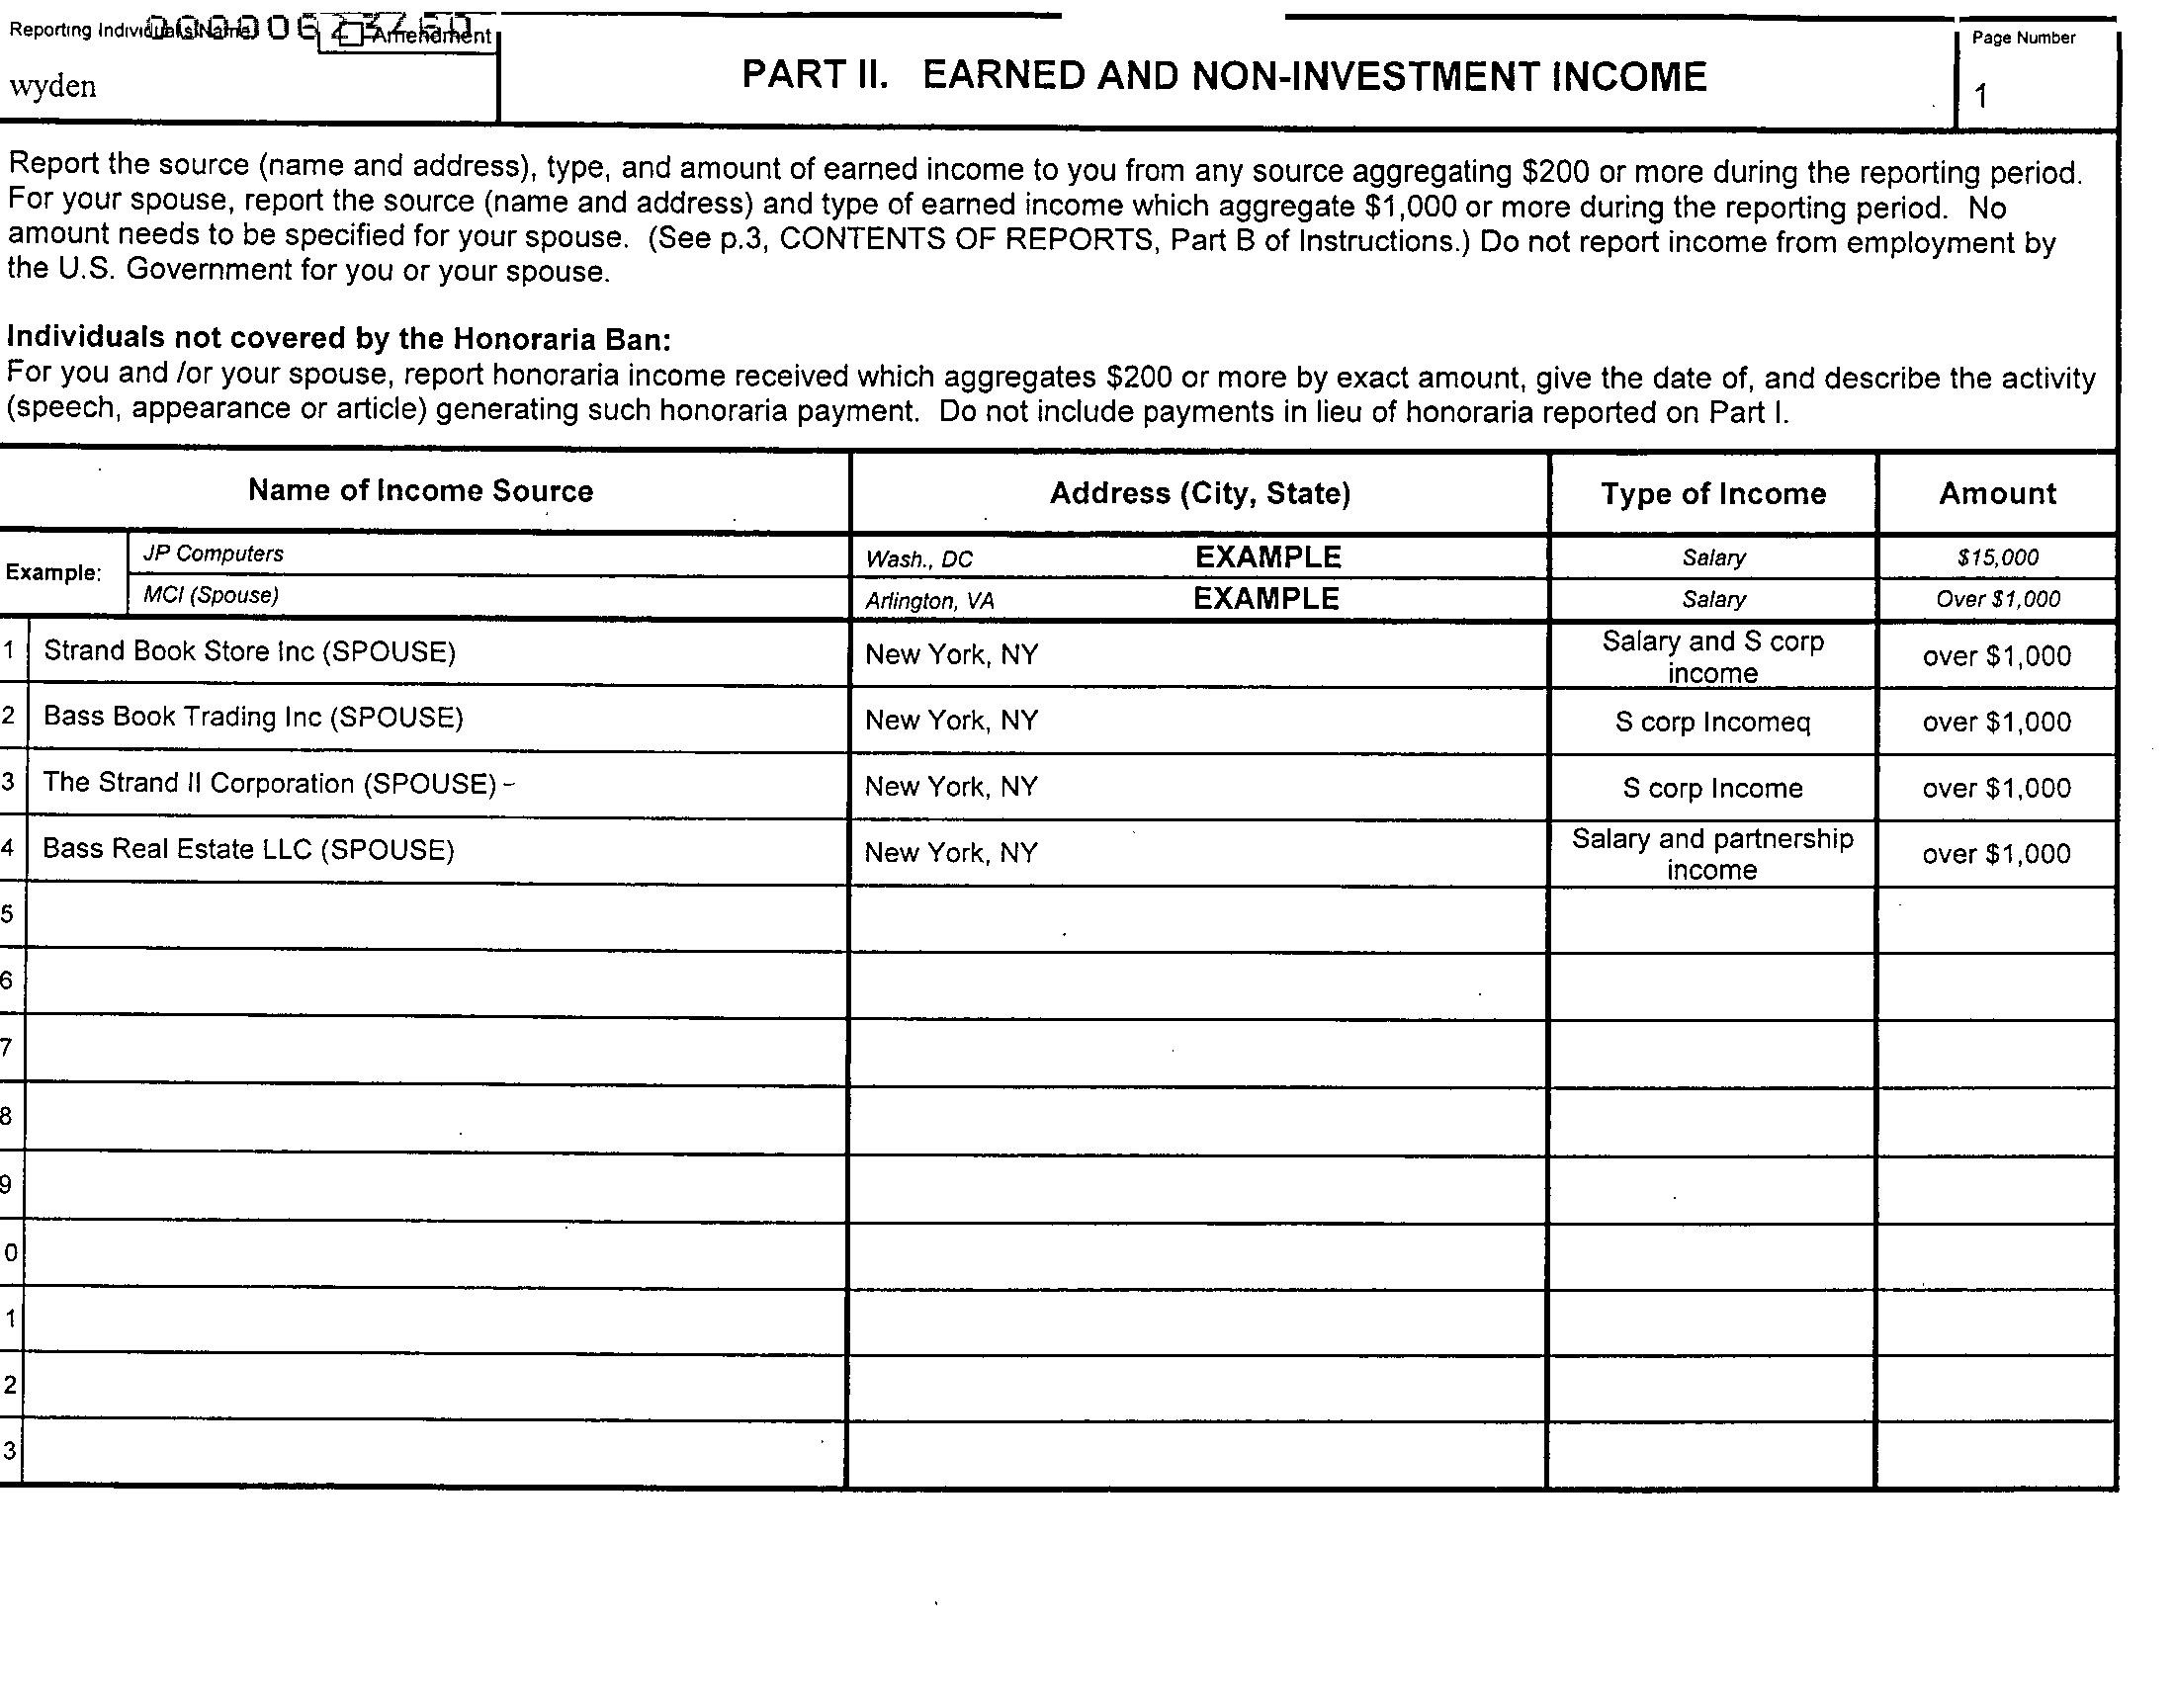 Reporting Individual's Name
Amendment
wyden
PART II.   EARNED AND NON-INVESTMENT INCOME
Page Number
1
Report the source (name and address), type, and amount of earned income to you from any source aggregating $200 or more during the reporting period.
For your spouse, report the source (name and address) and type of earned income which aggregate $1,000 or more during the reporting period.  No
amount needs to be specified for your spouse.  (See p.3, CONTENTS OF REPORTS, Part B of Instructions.) Do not report income from employment by
the U.S. Government for you or your spouse.
Individuals not covered by the Honoraria Ban:
For you and /or your spouse, report honoraria income received which aggregates $200 or more by exact amount, give the date of, and describe the activity
(speech, appearance or article) generating such honoraria payment.  Do not include payments in lieu of honoraria reported on Part I.
Name of Income Source  Address (City, State)  Type of Income  Amount
Example:
JP Computers  Wash., DC  EXAMPLE  Salary  $15,000
MCI (Spouse)  Arlington, VA  EXAMPLE  Salary  Over $1,000
1  Strand Book Store Inc (SPOUSE)  New York, NY  Salary and S corp income  over $1,000
2  Bass Book Trading Inc (SPOUSE)  New York, NY  S corp Incomeq  over $1,000
3  The Strand II Corporation (SPOUSE) -  New York, NY  S corp Income  over $1,000
4  Bass Real Estate LLC (SPOUSE)  New York, NY  Salary and partnership income  over $1,000
5
6
7
8
9
0
1
2
3